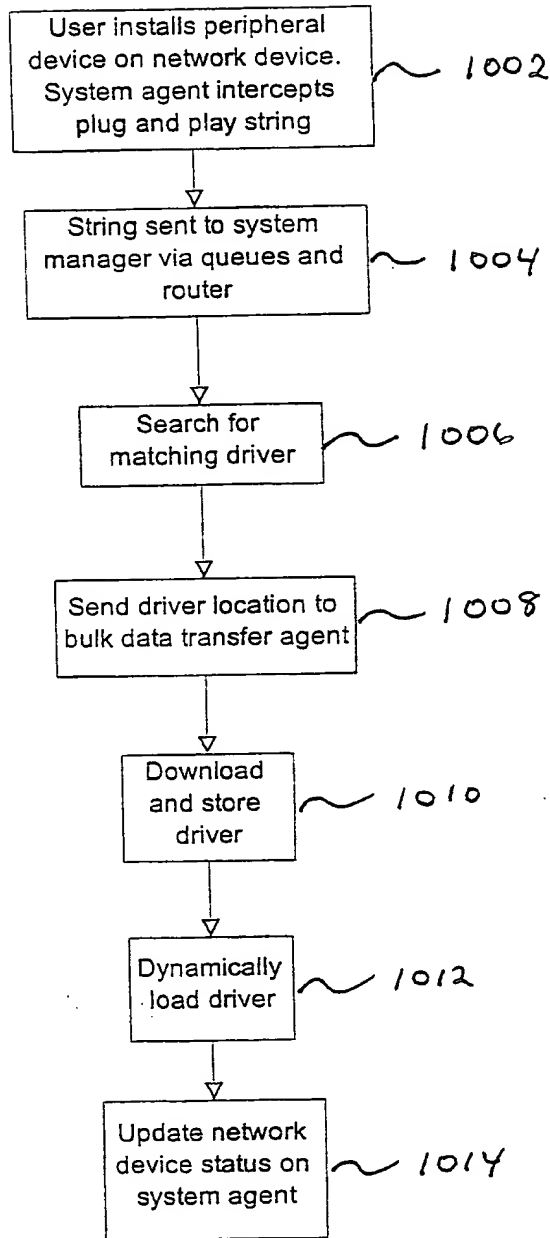 User installs peripheral
device on network device.
System agent intercepts
plug and play string
1002
String sent to system
manager via queues and
router
1004
Search for
matching driver
1006
Send driver location to
bulk data transfer agent
1008
Download
and store
driver
1010
Dynamically
load driver
1012
Update network
device status on
system agent
1014